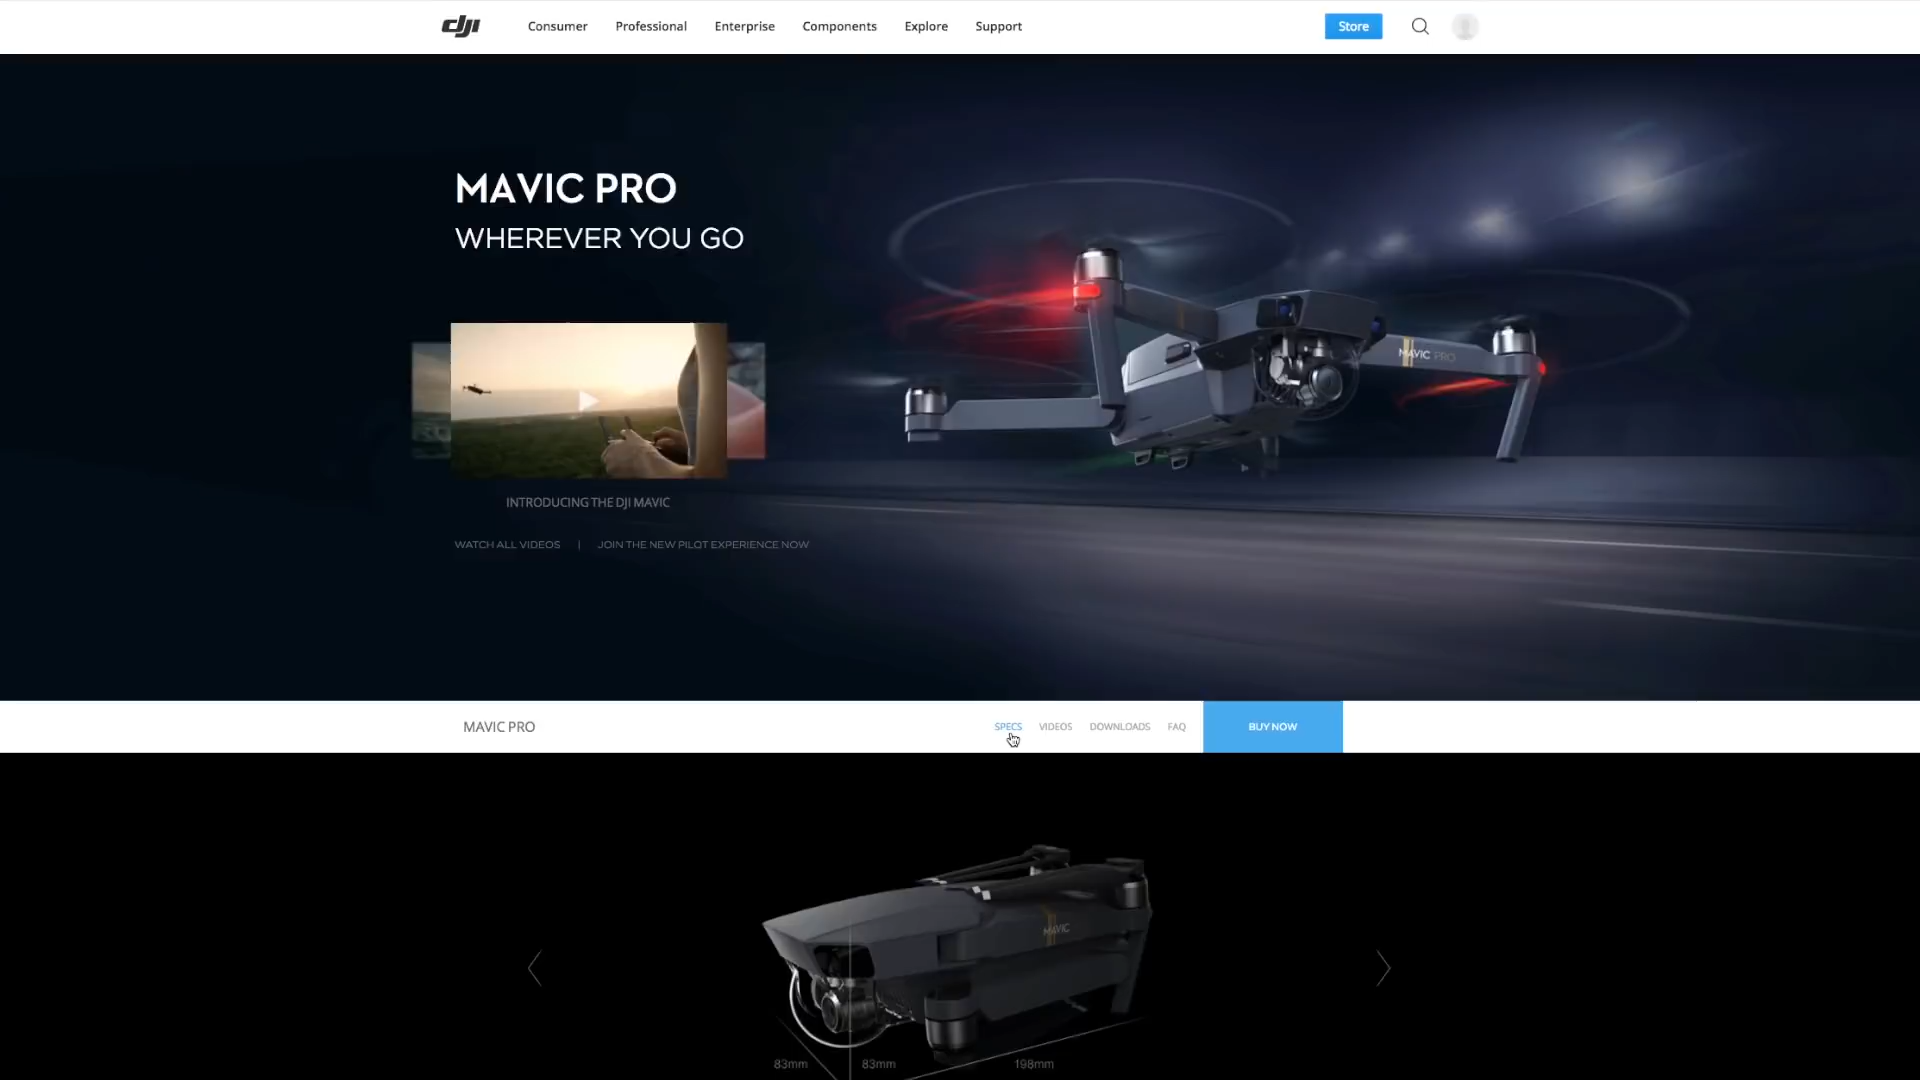 dji
Consumer
Professional
Enterprise
Components
Explore
Support
Store
MAVIC PRO
WHEREVER YOU GO
MAVIC PRO
INTRODUCING THE DJI MAVIC
WATCH ALL VIDEOS | JOIN THE NEW PILOT EXPERIENCE NOW
MAVIC PRO
SPECS
VIDEOS
DOWNLOADS
FAQ
BUY NOW
MAVIC
83mm
83mm
198mm